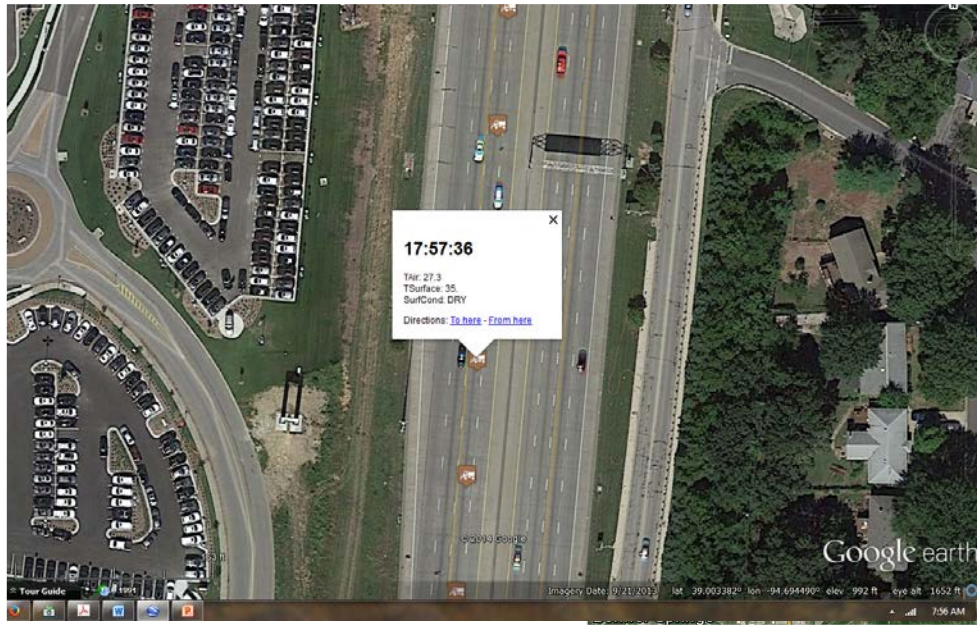 17:57:36
TAir: 27.3
TSurface: 35.
SurfCond: DRY
Directions: To here - From here
© 2014 Google
Google earth
Tour Guide
1991
Imagery Date: 9/21/2013 lat 39.003382° lon -94.694490° elev 992 ft eye alt 1652 ft
7:56 AM